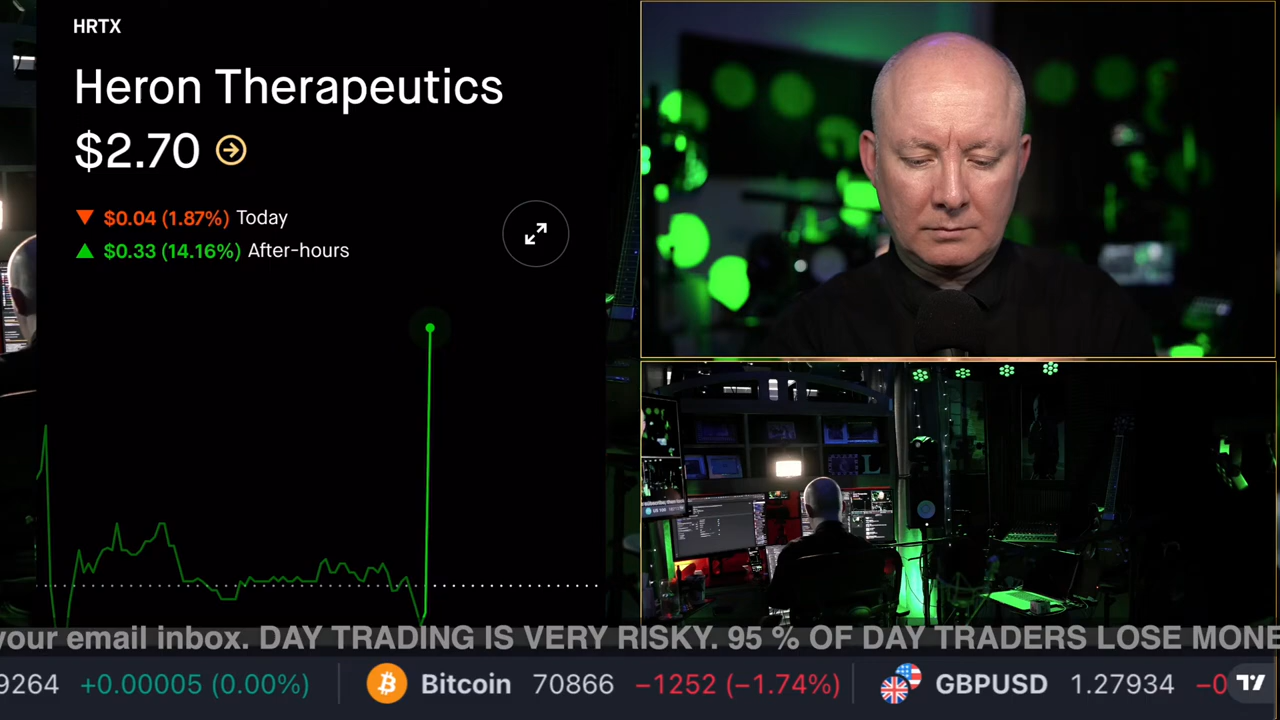 HRTX
Heron Therapeutics
$2.70
▼ $0.04 (1.87%) Today
▲ $0.33 (14.16%) After-hours
your email inbox. DAY TRADING IS VERY RISKY. 95 % OF DAY TRADERS LOSE MONE
9264 +0.00005 (0.00%) Bitcoin 70866 −1252 (−1.74%) GBPUSD 1.27934 −0